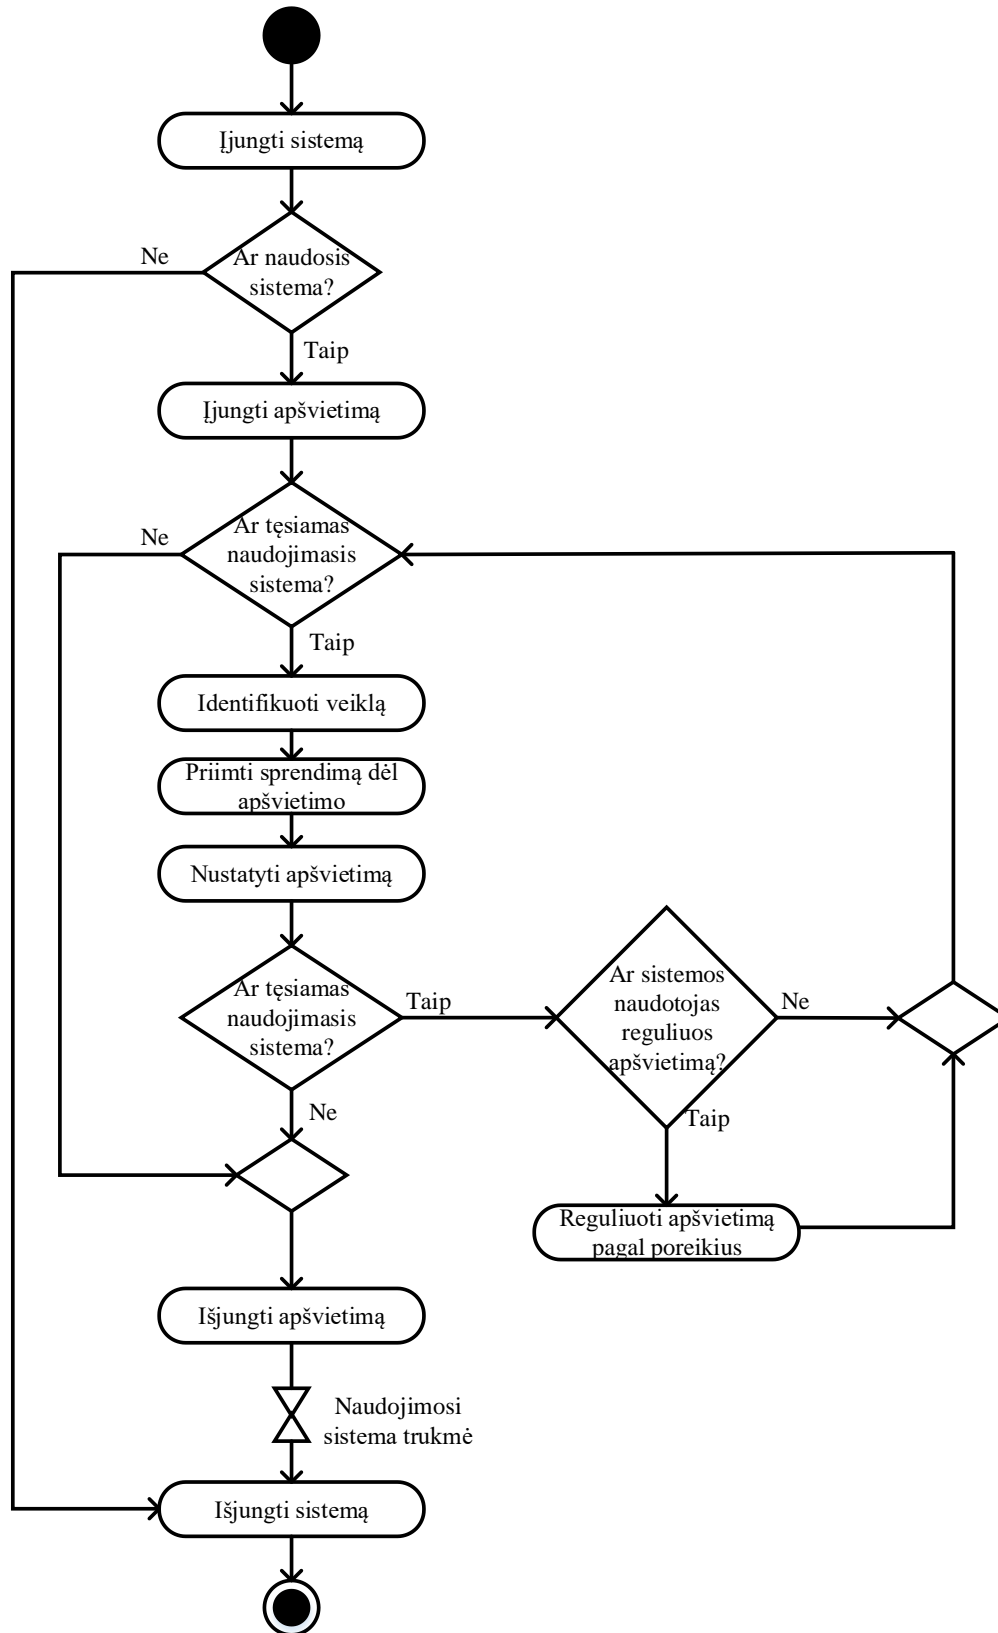 Įjungti sistemą
Ne
Ar naudosis
sistema?
Taip
Įjungti apšvietimą
Ne
Ar tęsiamas
naudojimasis
sistema?
Taip
Identifikuoti veiklą
Priimti sprendimą dėl
apšvietimo
Nustatyti apšvietimą
Ar tęsiamas
naudojimasis
sistema?
Taip
Ne
Ar sistemos
naudotojas
reguliuos
apšvietimą?
Ne
Taip
Reguliuoti apšvietimą
pagal poreikius
Išjungti apšvietimą
Naudojimosi
sistema trukmė
Išjungti sistemą